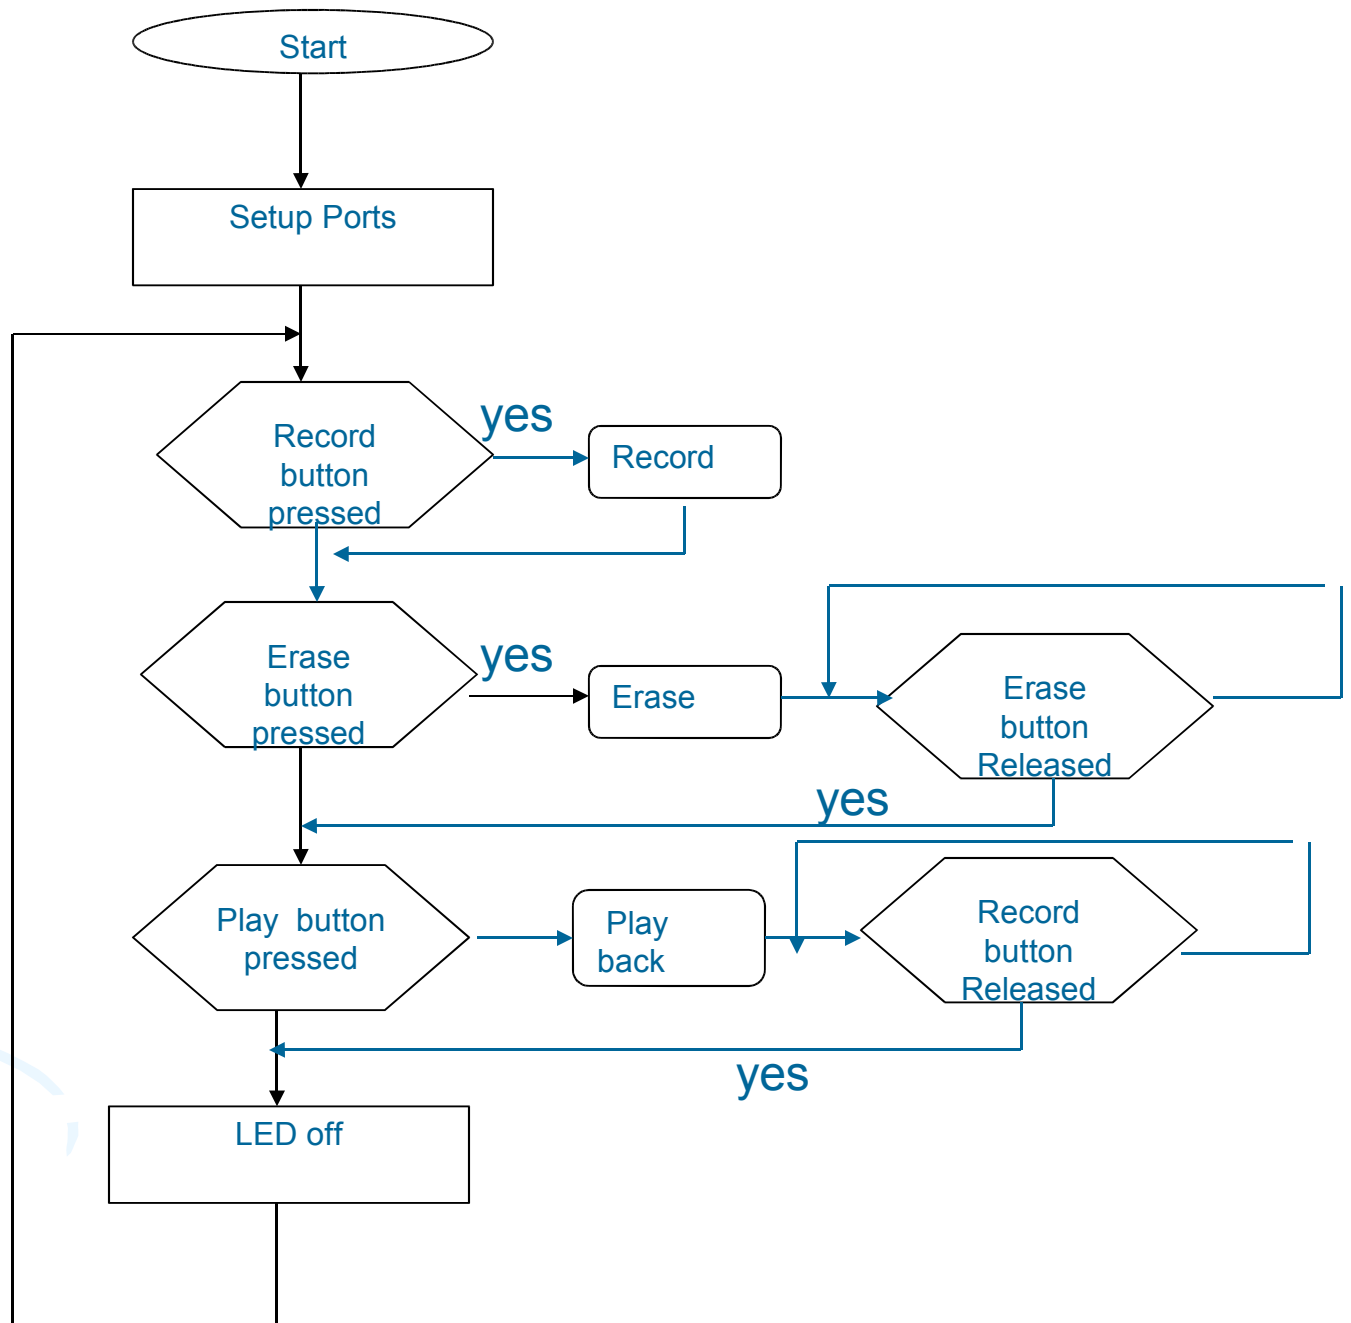 Start
Setup Ports
Record
button
pressed
yes
Record
Erase
button
pressed
yes
Erase
Erase
button
Released
yes
Play button
pressed
Play
back
Record
button
Released
yes
LED off